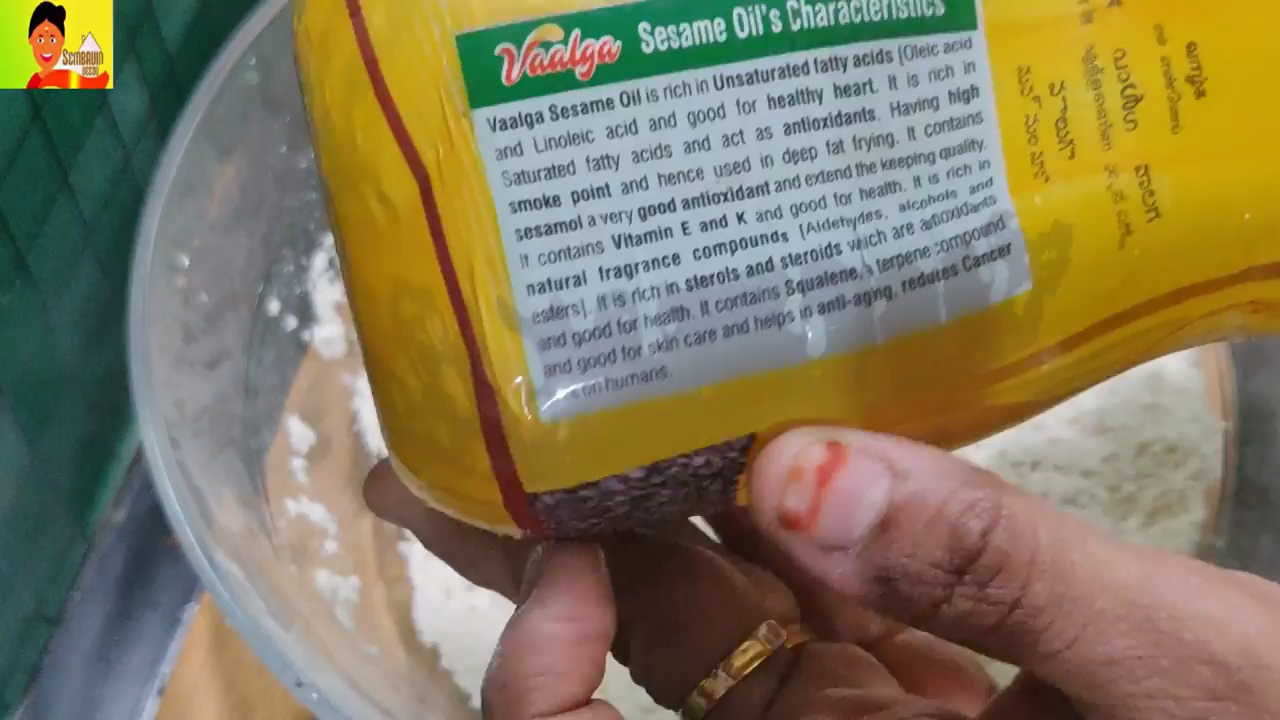 SEMBARUTHI
VEEDU
Vaalga Sesame Oil's Characteristics
Vaalga Sesame Oil is rich in Unsaturated fatty acids [Oleic acid
and Linoleic acid and good for healthy heart. It is rich in
Saturated fatty acids and act as antioxidants. Having high
smoke point and hence used in deep fat frying. It contains
sesamol a very good antioxidant and extend the keeping quality.
It contains Vitamin E and K and good for health. It is rich in
natural fragrance compounds [Aldehydes, alcohols and
esters]. It is rich in sterols and steroids which are antioxidants
and good for health. It contains Squalene, terpene compound
and good for skin care and helps in anti-aging, reduces Cancer
on humans.